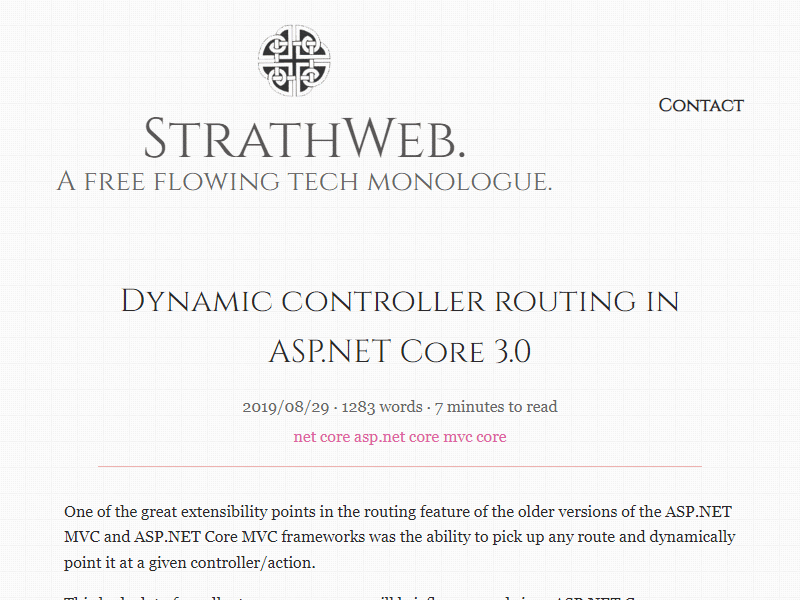 Contact
StrathWeb.
A free flowing tech monologue.
Dynamic controller routing in
ASP.NET Core 3.0
2019/08/29 · 1283 words · 7 minutes to read
net core asp.net core mvc core
One of the great extensibility points in the routing feature of the older versions of the ASP.NET
MVC and ASP.NET Core MVC frameworks was the ability to pick up any route and dynamically
point it at a given controller/action.